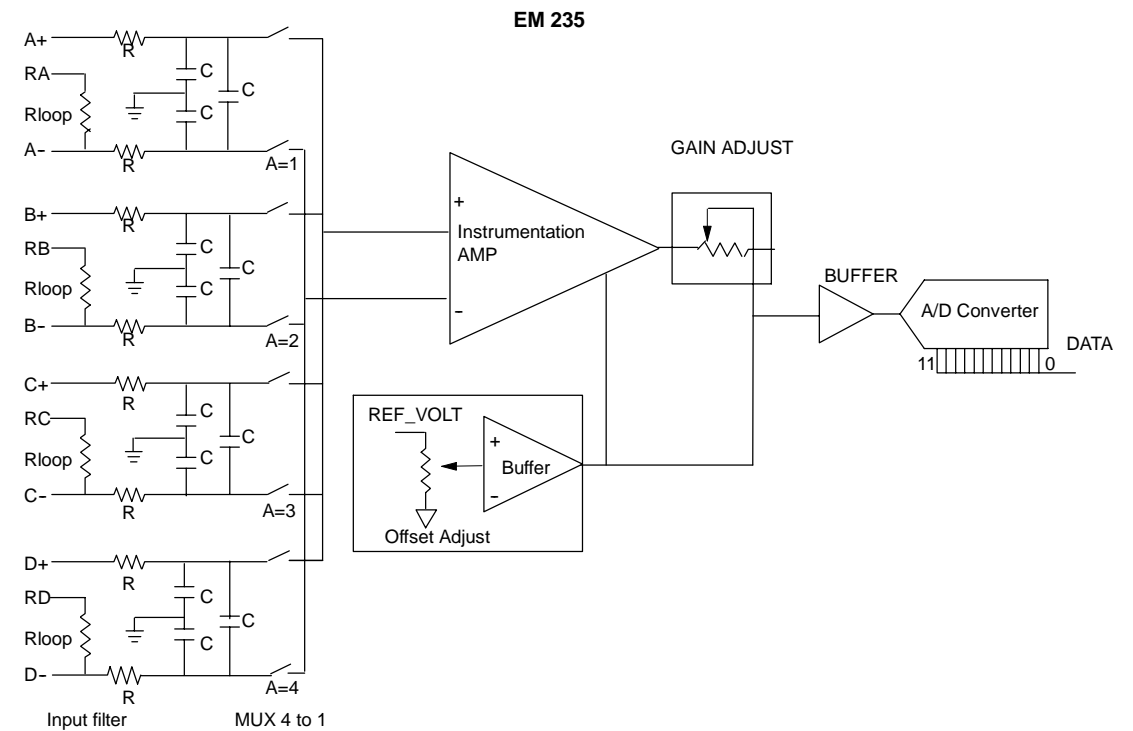 EM 235
A+
R
RA
C
C
Rloop
C
A-
R
A=1
B+
R
RB
C
C
Rloop
C
B-
R
A=2
C+
R
RC
C
C
Rloop
C
C-
R
A=3
D+
R
RD
C
C
Rloop
C
D-
R
A=4
Input filter
MUX 4 to 1
+
Instrumentation
AMP
-
GAIN ADJUST
REF_VOLT
+
Buffer
-
Offset Adjust
BUFFER
A/D Converter
DATA
11
0